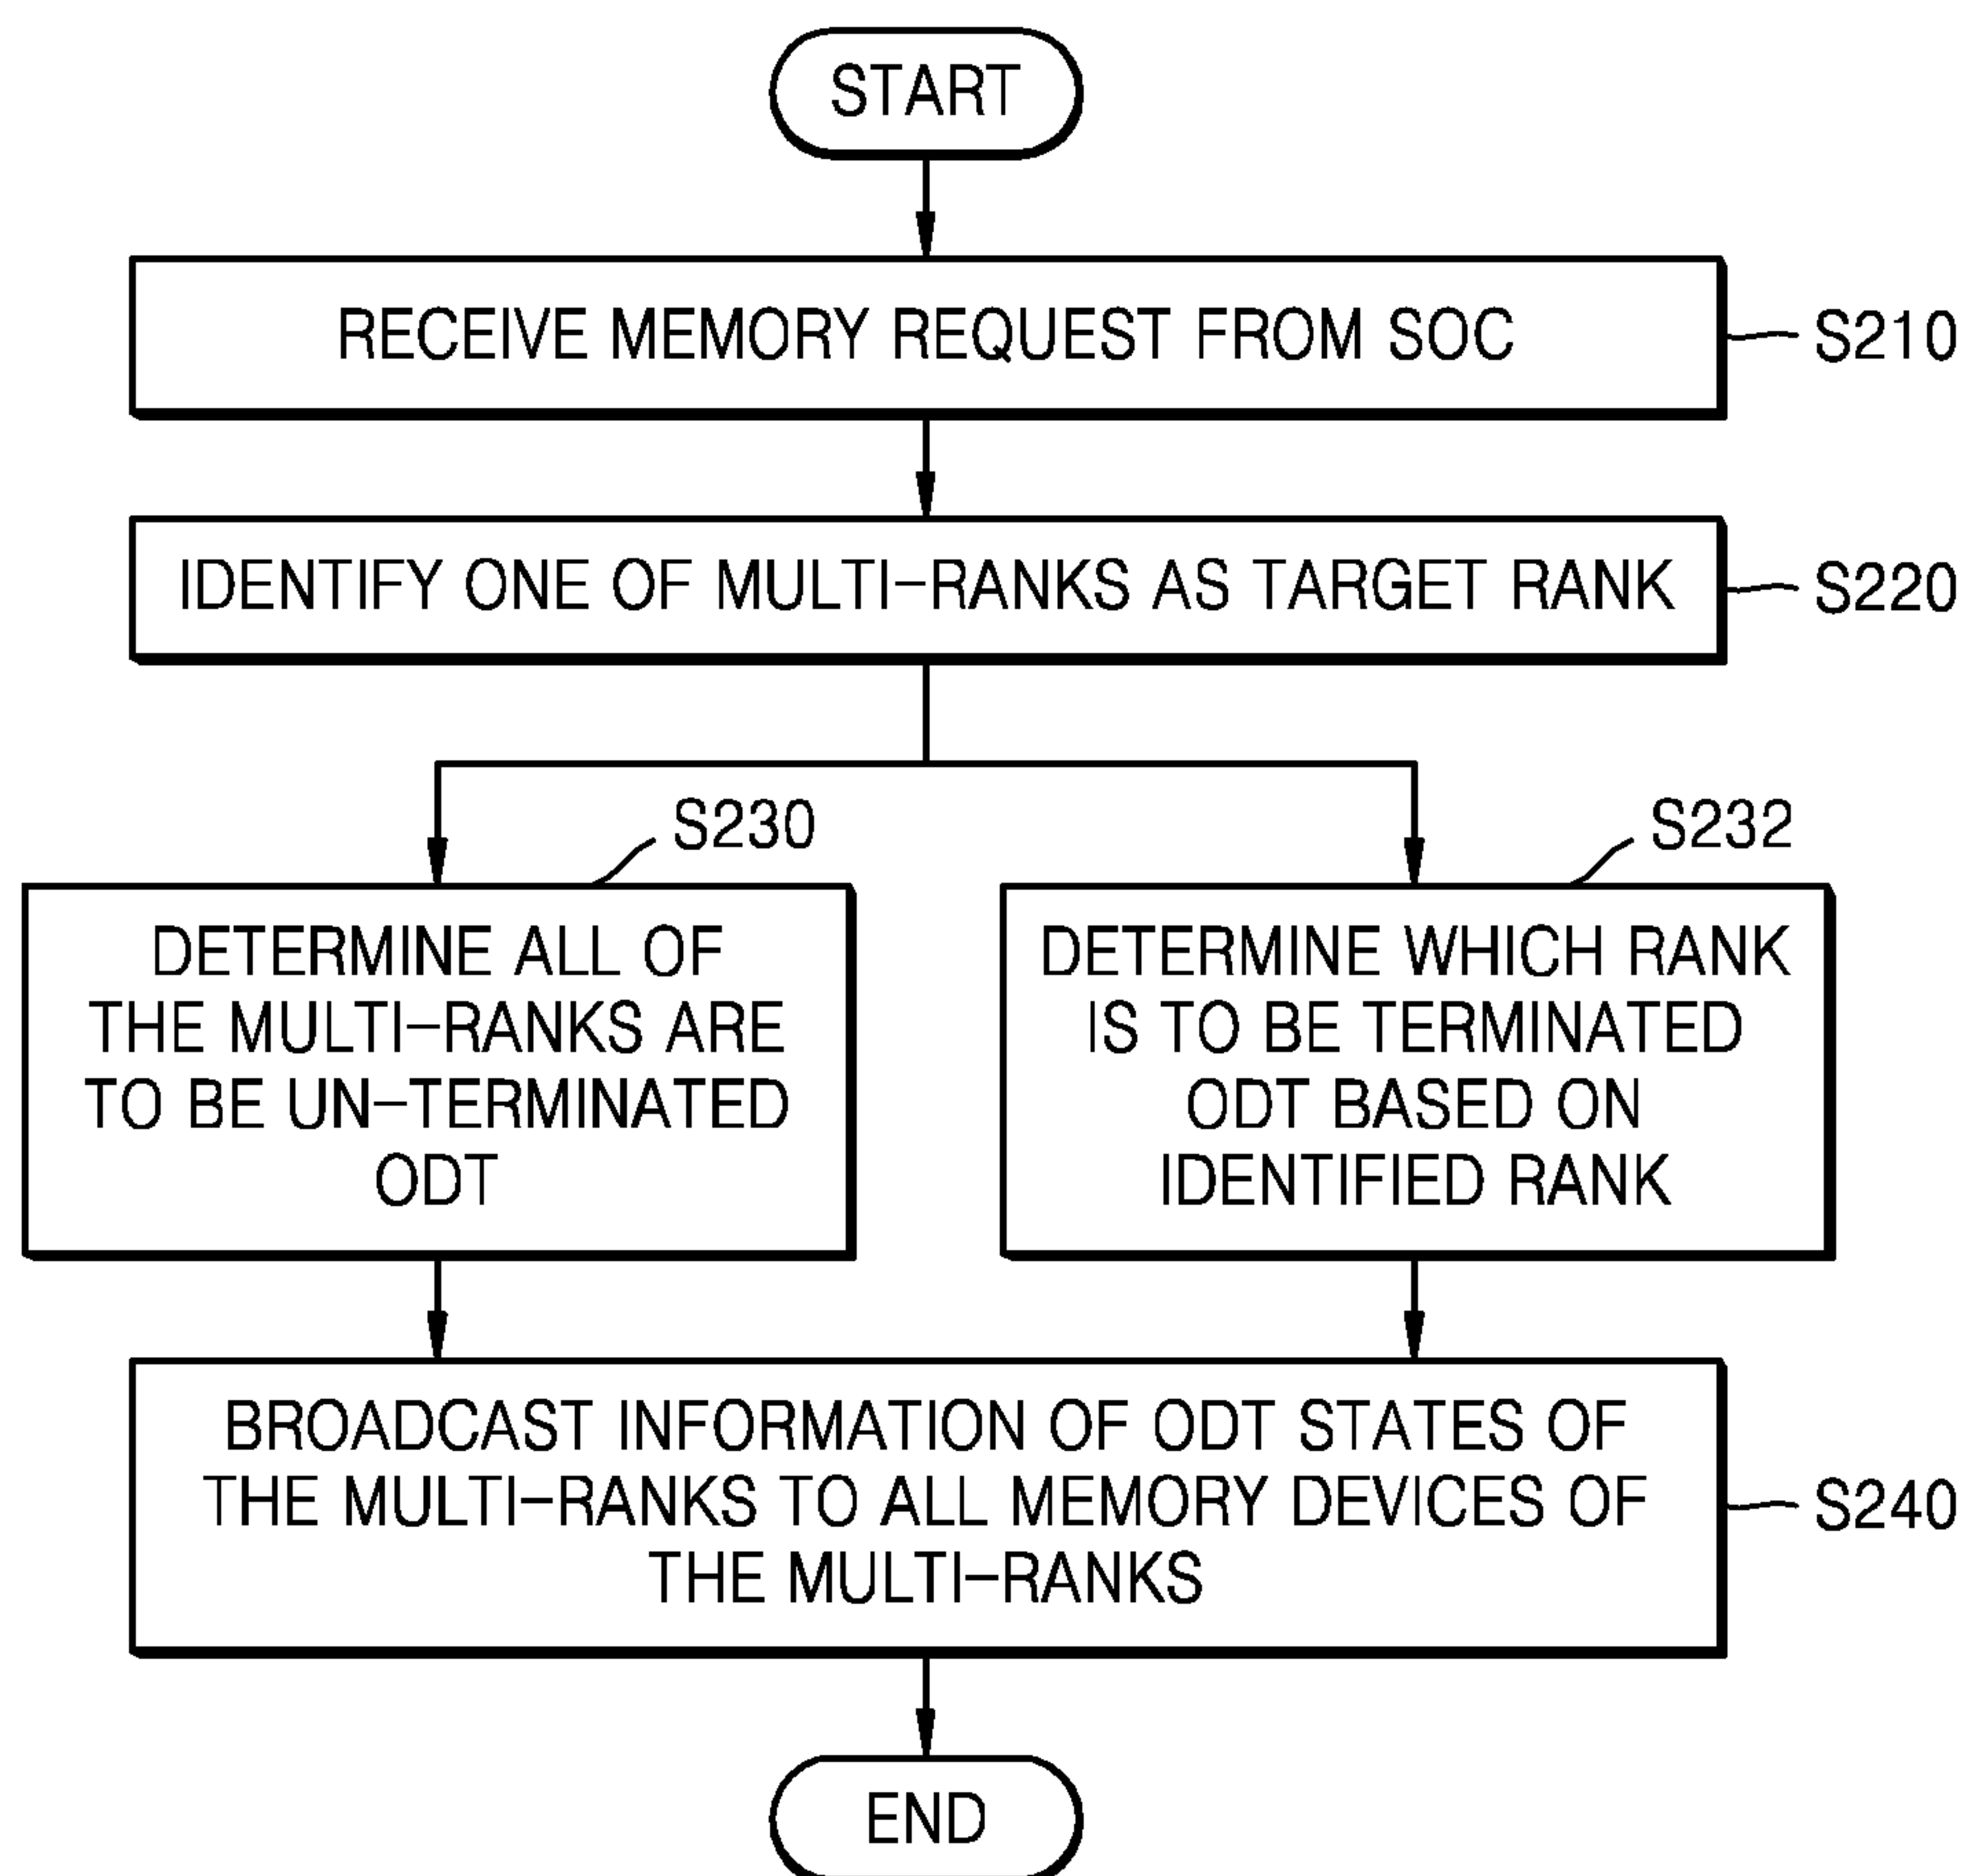 START
RECEIVE MEMORY REQUEST FROM SOC
S210
IDENTIFY ONE OF MULTI-RANKS AS TARGET RANK
S220
S230
DETERMINE ALL OF
THE MULTI-RANKS ARE
TO BE UN-TERMINATED
ODT
S232
DETERMINE WHICH RANK
IS TO BE TERMINATED
ODT BASED ON
IDENTIFIED RANK
BROADCAST INFORMATION OF ODT STATES OF
THE MULTI-RANKS TO ALL MEMORY DEVICES OF
THE MULTI-RANKS
S240
END